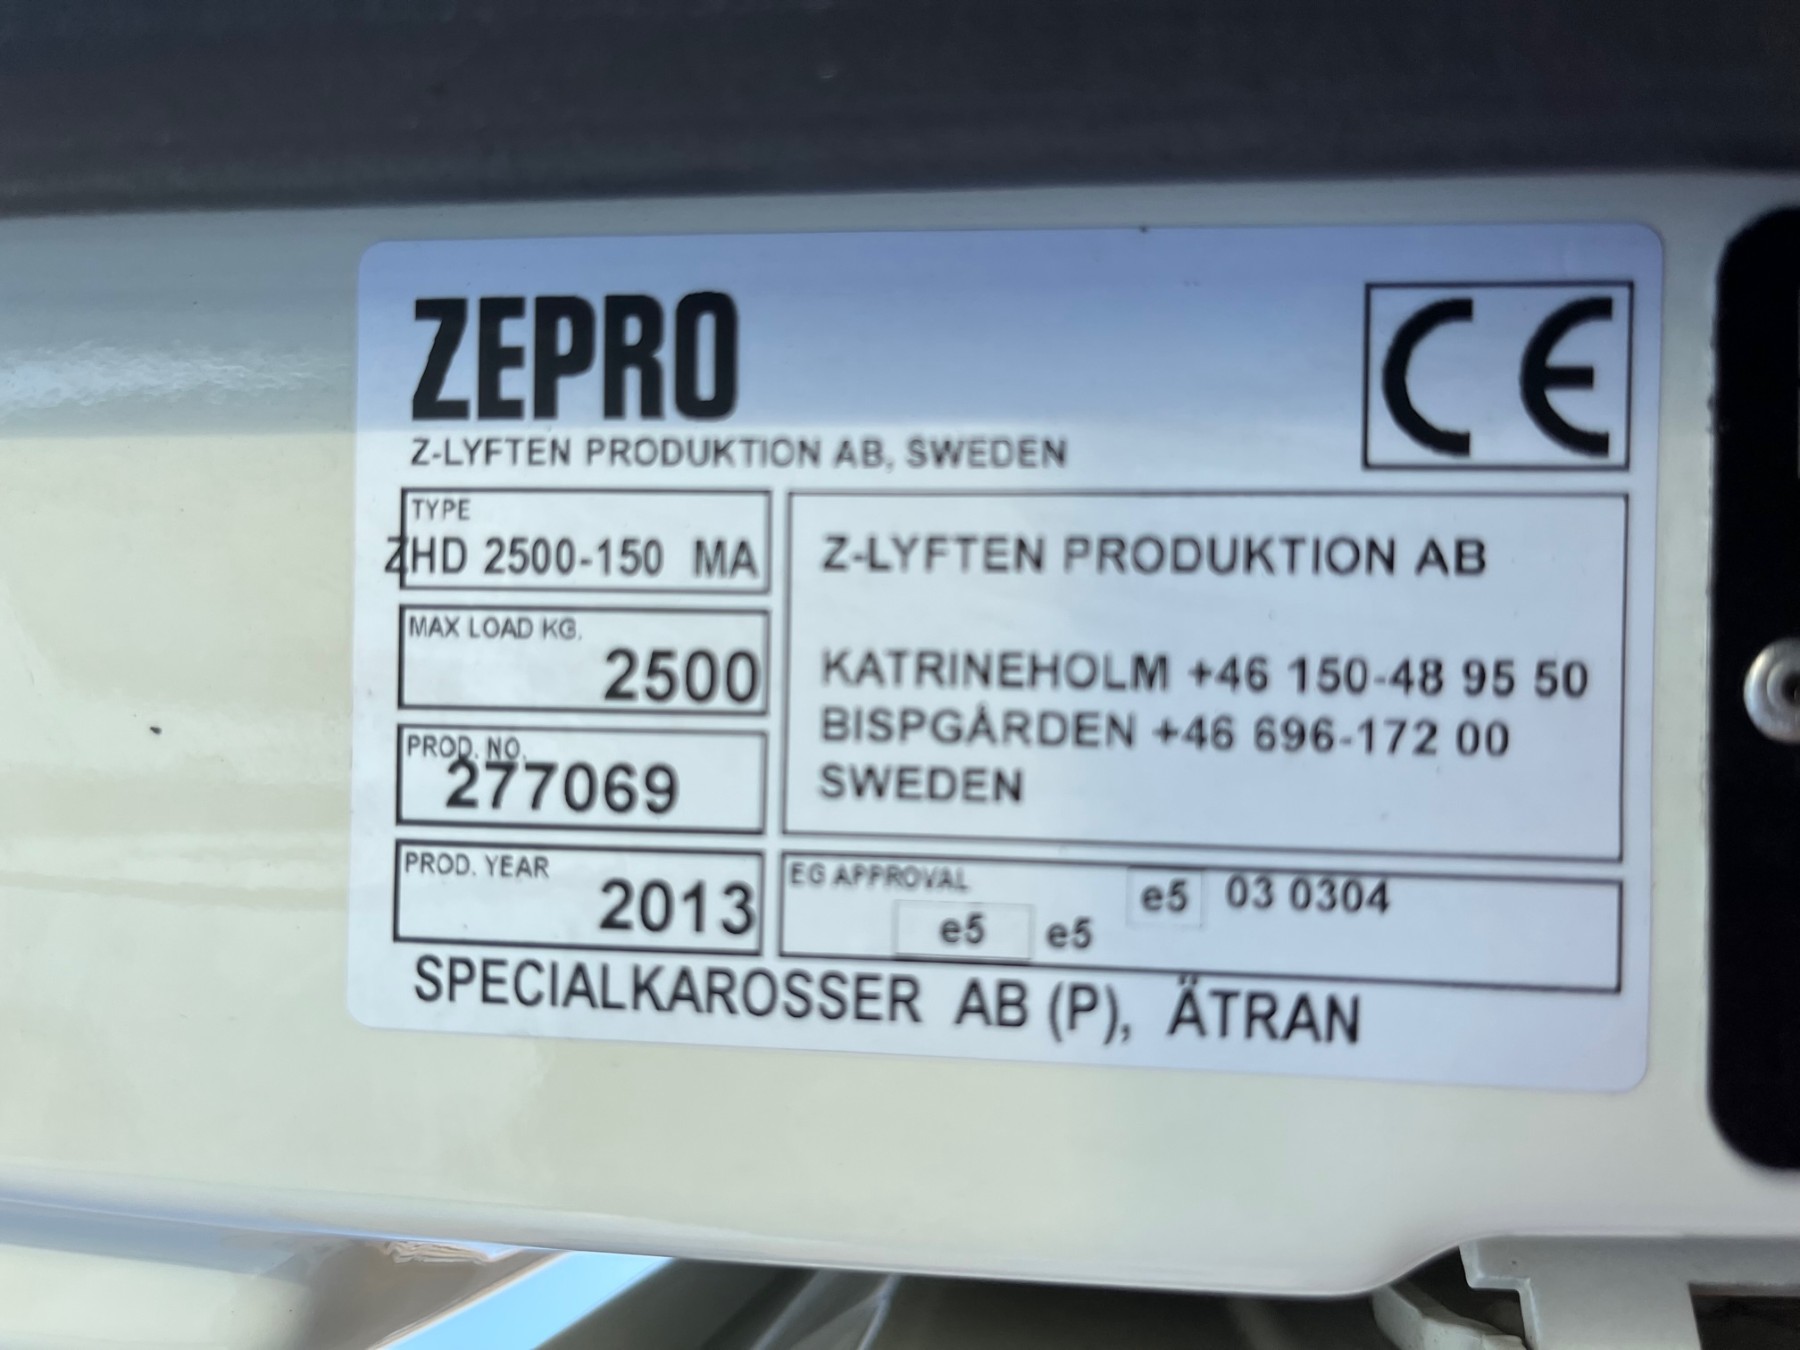 ZEPRO
CE
Z-LYFTEN PRODUKTION AB, SWEDEN
TYPE
ZHD 2500-150 MA
MAX LOAD KG.
2500
PROD. NO.
277069
PROD. YEAR
2013
Z-LYFTEN PRODUKTION AB
KATRINEHOLM +46 150-48 95 50
BISPGÅRDEN +46 696-172 00
SWEDEN
EG APPROVAL
e5 03 0304
e5 e5
SPECIALKAROSSER AB (P), ÄTRAN